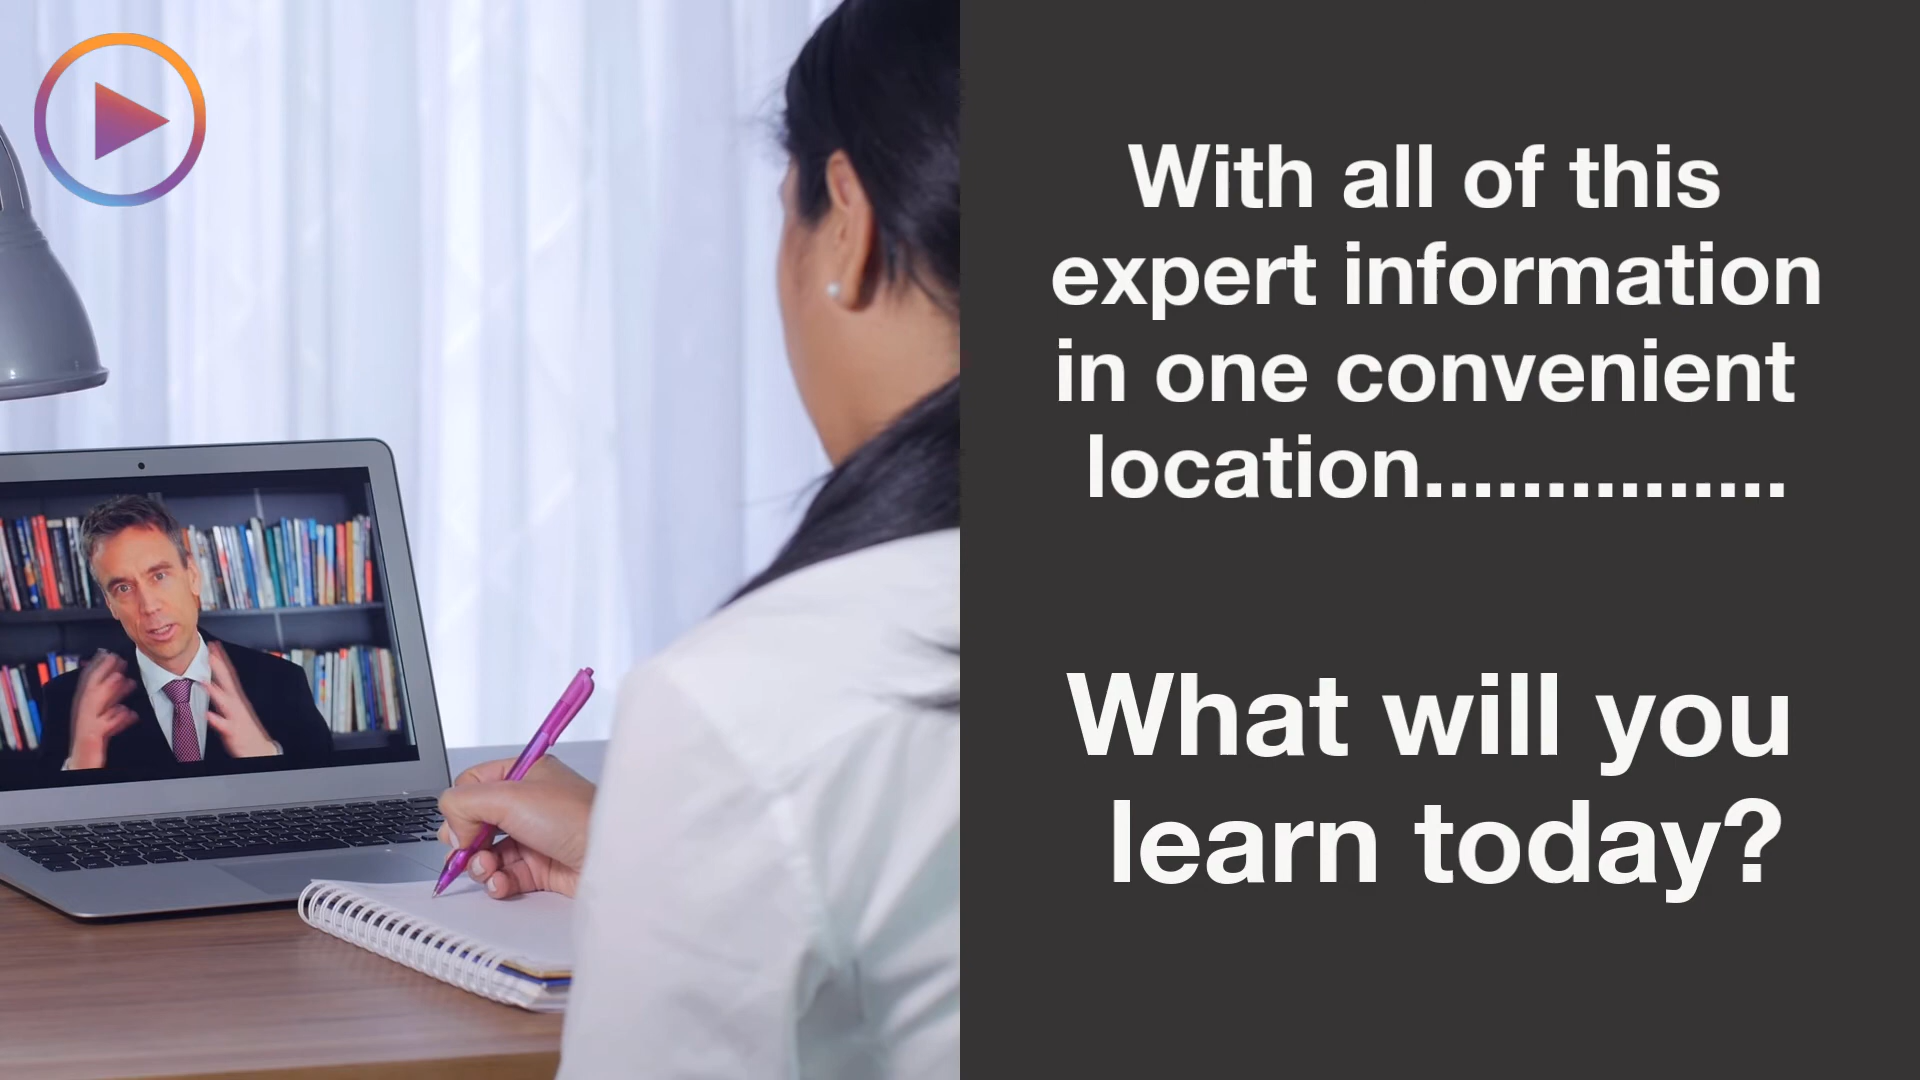 With all of this
expert information
in one convenient
location...............
What will you
learn today?